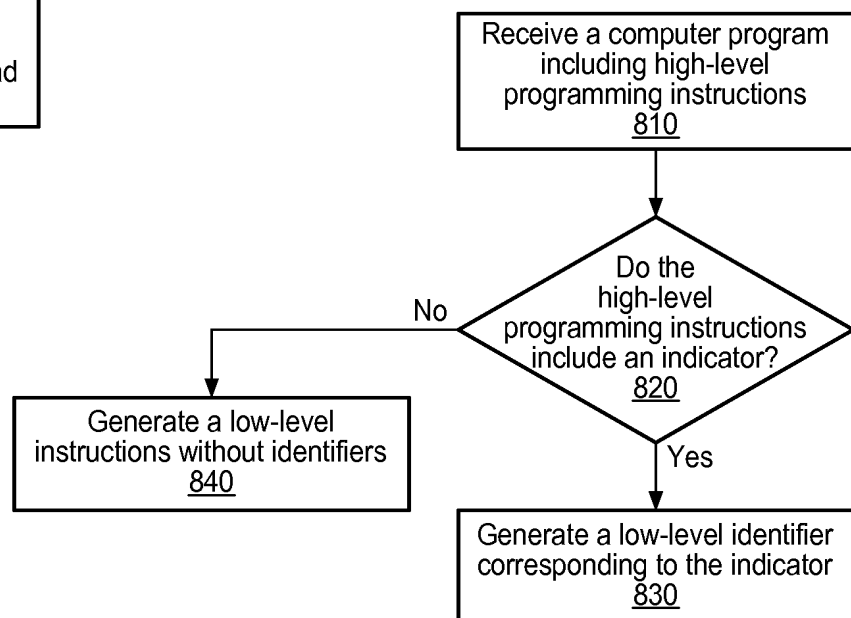 Receive a computer program
including high-level
programming instructions
810
Do the
high-level
programming instructions
include an indicator?
820
No
Generate a low-level
instructions without identifiers
840
Yes
Generate a low-level identifier
corresponding to the indicator
830